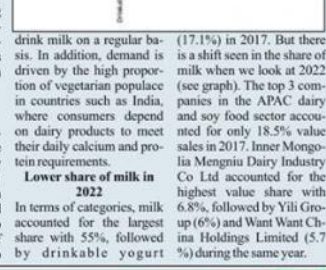 drink milk on a regular ba-
sis. In addition, demand is
driven by the high propor-
tion of vegetarian populace
in countries such as India,
where consumers depend
on dairy products to meet
their daily calcium and pro-
tein requirements.
Lower share of milk in
2022
In terms of categories, milk
accounted for the largest
share with 55%, followed
by drinkable yogurt
(17.1%) in 2017. But there
is a shift seen in the share of
milk when we look at 2022
(see graph). The top 3 com-
panies in the APAC dairy
and soy food sector accou-
nted for only 18.5% value
sales in 2017. Inner Mongo-
lia Mengniu Dairy Industry
Co Ltd accounted for the
highest value share with
6.8%, followed by Yili Gro-
up (6%) and Want Want Ch-
ina Holdings Limited (5.7
%) during the same year.